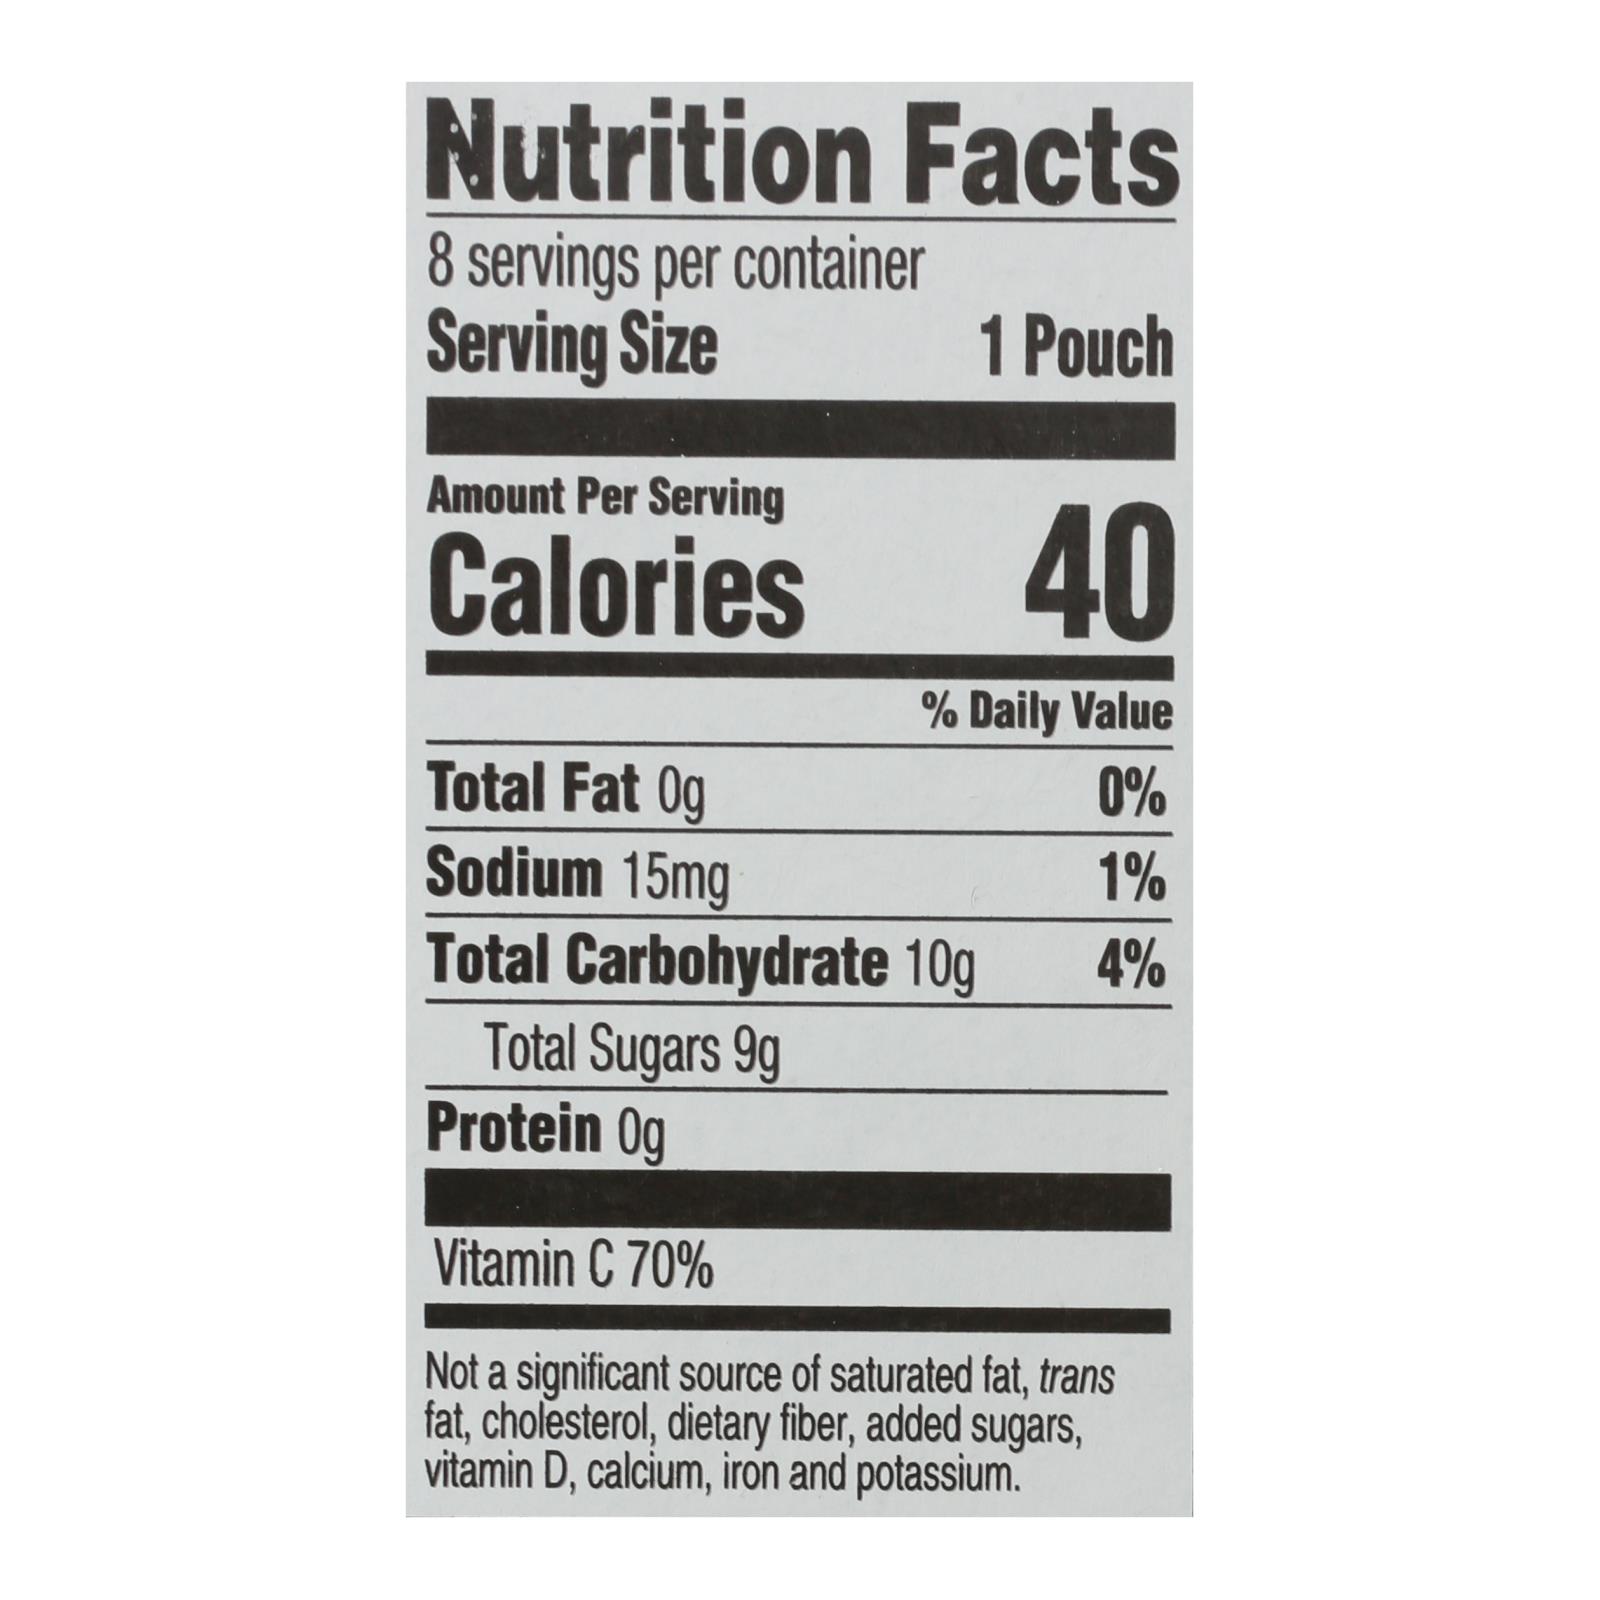 Nutrition Facts
8 servings per container
Serving Size 1 Pouch
Amount Per Serving
Calories 40
% Daily Value
Total Fat 0g 0%
Sodium 15mg 1%
Total Carbohydrate 10g 4%
Total Sugars 9g
Protein 0g
Vitamin C 70%
Not a significant source of saturated fat, trans
fat, cholesterol, dietary fiber, added sugars,
vitamin D, calcium, iron and potassium.